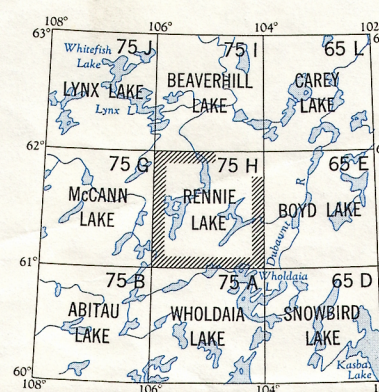 108° 106° 104° 102
63°
75 J 75 I 65 L
Whitefish
Lake
LYNX LAKE
Lynx L
BEAVERHILL
LAKE
CAREY
LAKE
62°
75 G 75 H 65 E
McCANN
LAKE
RENNIE
LAKE
BOYD LAKE
Dubawnt R
61°
75 B 75 A 65 D
Wholdaia
L
ABITAU
LAKE
WHOLDAIA
LAKE
SNOWBIRD
LAKE
Kasba
Lake
60°
108° 106° 104°